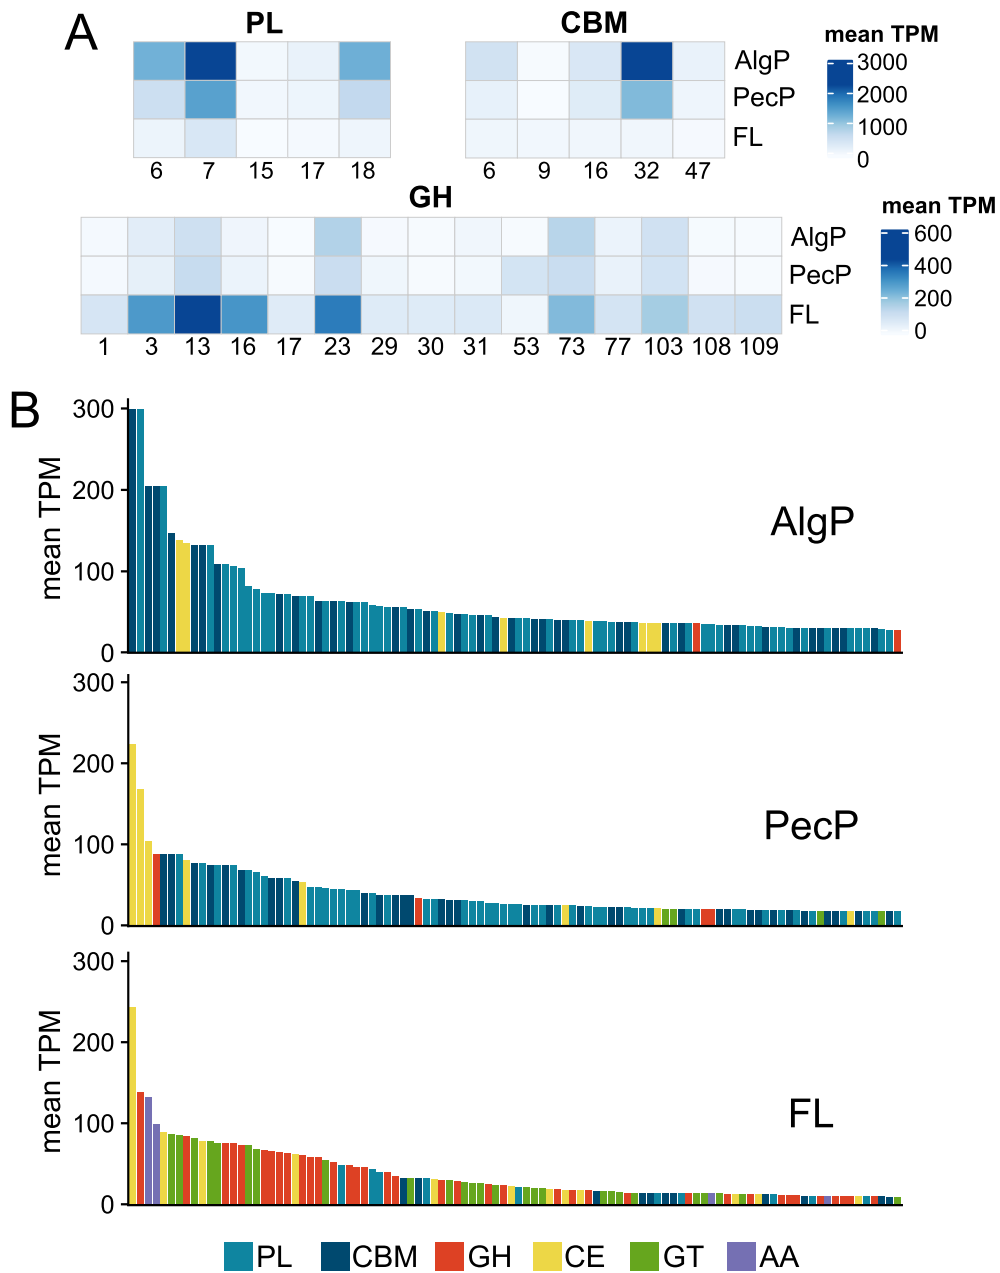 A
PL
CBM
mean TPM
AlgP
PecP
FL
3000
2000
1000
0
6 7 15 17 18
6 9 16 32 47
GH
mean TPM
AlgP
PecP
FL
600
400
200
0
1 3 13 16 17 23 29 30 31 53 73 77 103 108 109
B
mean TPM
300
200
100
0
AlgP
mean TPM
300
200
100
0
PecP
mean TPM
300
200
100
0
FL
PL CBM GH CE GT AA